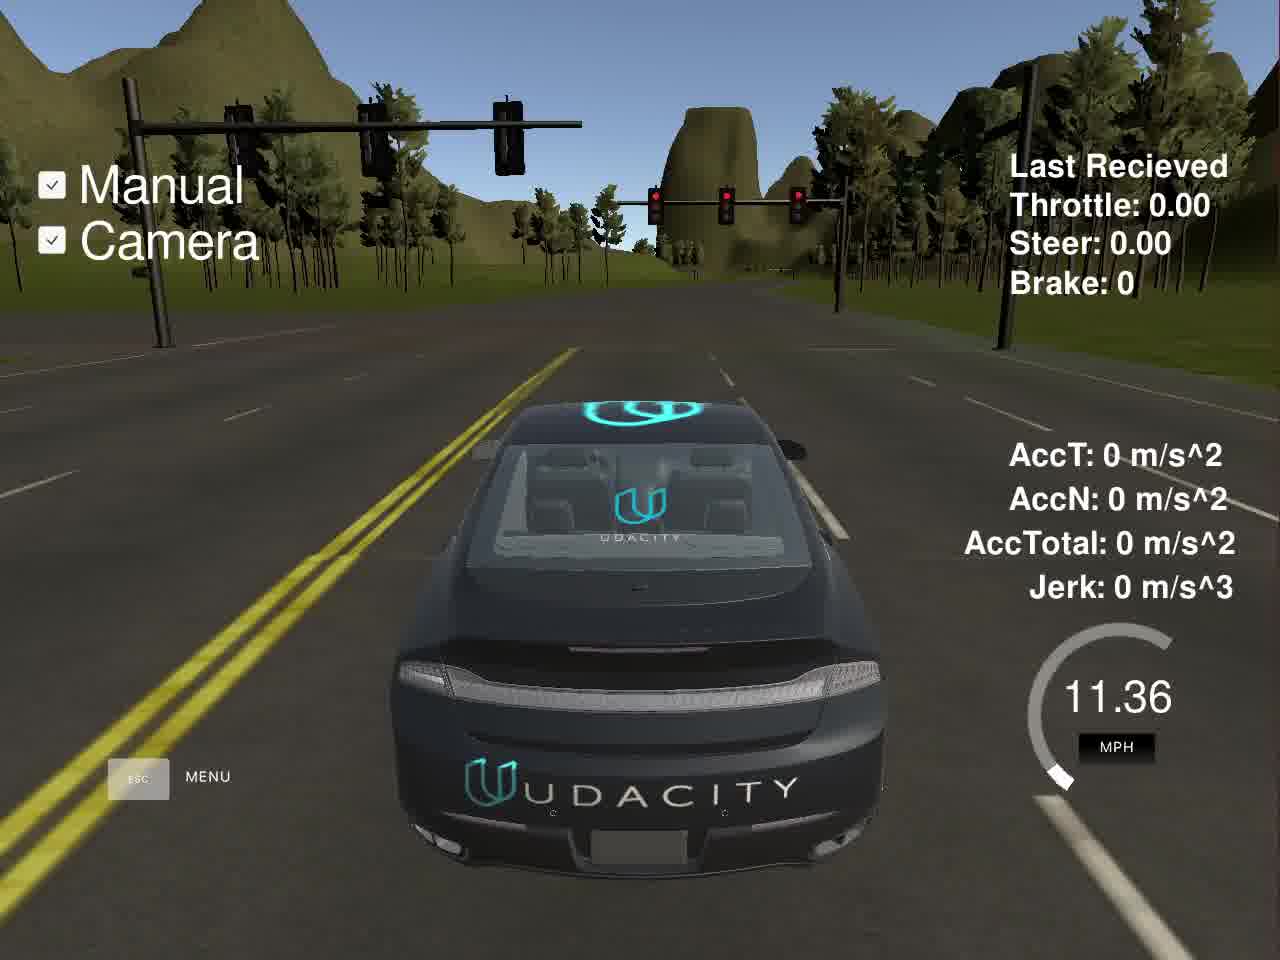 Manual
Camera
Last Recieved
Throttle: 0.00
Steer: 0.00
Brake: 0
AccT: 0 m/s^2
AccN: 0 m/s^2
AccTotal: 0 m/s^2
Jerk: 0 m/s^3
UDACITY
11.36
MPH
ESC
MENU
UDACITY